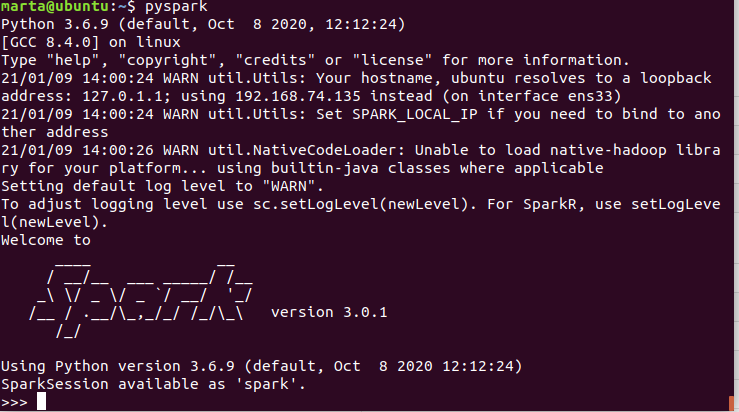 marta@ubuntu:~$ pyspark
Python 3.6.9 (default, Oct  8 2020, 12:12:24)
[GCC 8.4.0] on linux
Type "help", "copyright", "credits" or "license" for more information.
21/01/09 14:00:24 WARN util.Utils: Your hostname, ubuntu resolves to a loopback
address: 127.0.1.1; using 192.168.74.135 instead (on interface ens33)
21/01/09 14:00:24 WARN util.Utils: Set SPARK_LOCAL_IP if you need to bind to ano
ther address
21/01/09 14:00:26 WARN util.NativeCodeLoader: Unable to load native-hadoop libra
ry for your platform... using builtin-java classes where applicable
Setting default log level to "WARN".
To adjust logging level use sc.setLogLevel(newLevel). For SparkR, use setLogLeve
l(newLevel).
Welcome to
      ____              __
     / __/__  ___ _____/ /__
    _\ \/ _ \/ _ `/ __/  '_/
   /__ / .__/\_,_/_/ /_/\_\   version 3.0.1
      /_/

Using Python version 3.6.9 (default, Oct  8 2020 12:12:24)
SparkSession available as 'spark'.
>>>